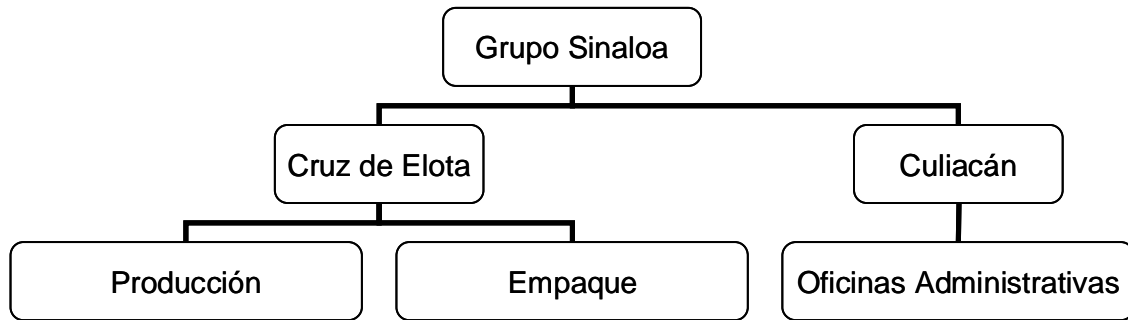 Grupo Sinaloa
Cruz de Elota
Culiacán
Producción
Empaque
Oficinas Administrativas